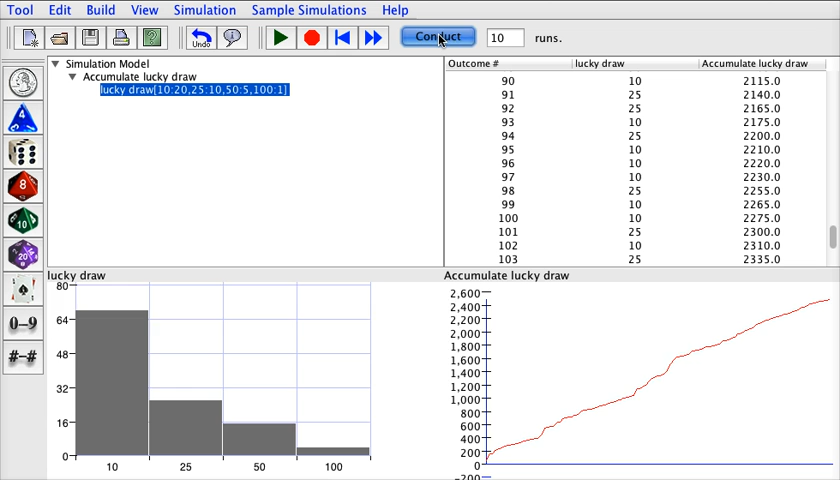 Tool Edit Build View Simulation Sample Simulations Help
Undo ? Conduct 10 runs.
Simulation Model
Accumulate lucky draw
lucky draw[10:20,25:10,50:5,100:1]
Outcome # lucky draw Accumulate lucky draw
90 10 2115.0
91 25 2140.0
92 25 2165.0
93 10 2175.0
94 25 2200.0
95 10 2210.0
96 10 2220.0
97 10 2230.0
98 25 2255.0
99 10 2265.0
100 10 2275.0
101 25 2300.0
102 10 2310.0
103 25 2335.0
4
8
10
20
0-9
#-#
lucky draw
80
64
48
32
16
0
10 25 50 100
Accumulate lucky draw
2,600
2,400
2,200
2,000
1,800
1,600
1,400
1,200
1,000
800
600
400
200
0
-200